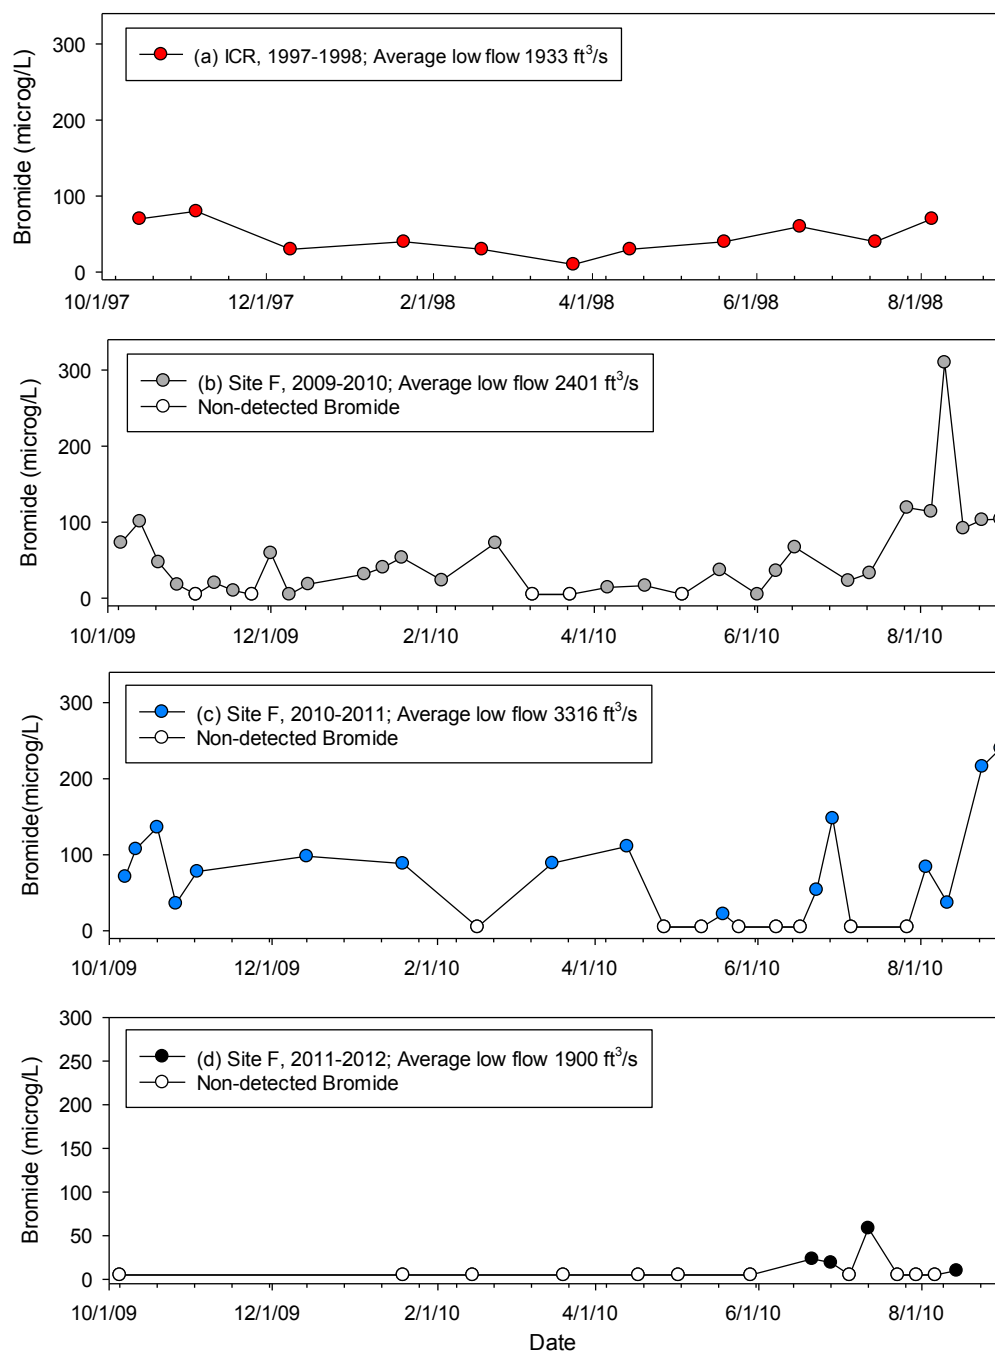 300
200
100
0
Bromide (microg/L)
(a) ICR, 1997-1998; Average low flow 1933 ft³/s
10/1/97 12/1/97 2/1/98 4/1/98 6/1/98 8/1/98
300
200
100
0
Bromide (microg/L)
(b) Site F, 2009-2010; Average low flow 2401 ft³/s
Non-detected Bromide
10/1/09 12/1/09 2/1/10 4/1/10 6/1/10 8/1/10
300
200
100
0
Bromide(microg/L)
(c) Site F, 2010-2011; Average low flow 3316 ft³/s
Non-detected Bromide
10/1/09 12/1/09 2/1/10 4/1/10 6/1/10 8/1/10
300
250
200
150
100
50
0
Bromide (microg/L)
(d) Site F, 2011-2012; Average low flow 1900 ft³/s
Non-detected Bromide
10/1/09 12/1/09 2/1/10 4/1/10 6/1/10 8/1/10
Date